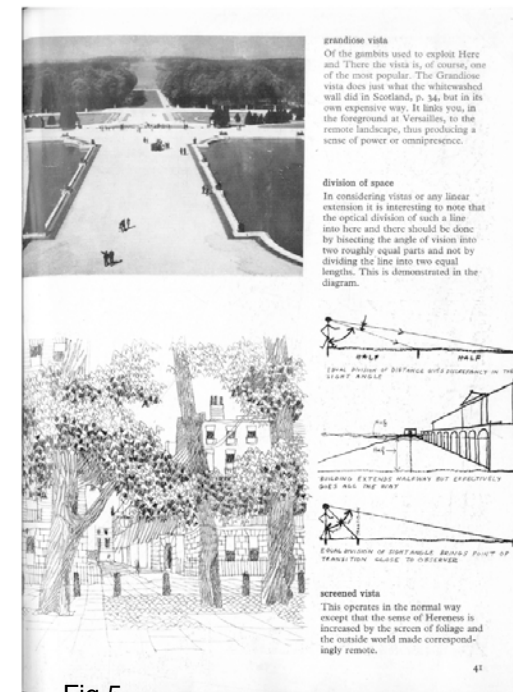 grandiose vista
Of the gambits used to exploit Here
and There the vista is, of course, one
of the most popular. The Grandiose
vista does just what the whitewashed
wall did in Scotland, p. 34, but in its
own expensive way. It links you, in
the foreground at Versailles, to the
remote landscape, thus producing a
sense of power or omnipresence.
division of space
In considering vistas or any linear
extension it is interesting to note that
the optical division of such a line
into here and there should be done
by bisecting the angle of vision into
two roughly equal parts and not by
dividing the line into two equal
lengths. This is demonstrated in the
diagram.
HALF HALF
EQUAL DIVISION OF DISTANCE GIVES DISCREPANCY IN THE
SIGHT ANGLE
BUILDING EXTENDS HALFWAY BUT EFFECTIVELY
GOES ALL THE WAY
EQUAL DIVISION OF SIGHT ANGLE BRINGS POINT OF
TRANSITION CLOSE TO OBSERVER
screened vista
This operates in the normal way
except that the sense of Hereness is
increased by the screen of foliage and
the outside world made correspond-
ingly remote.
41
Fig 5